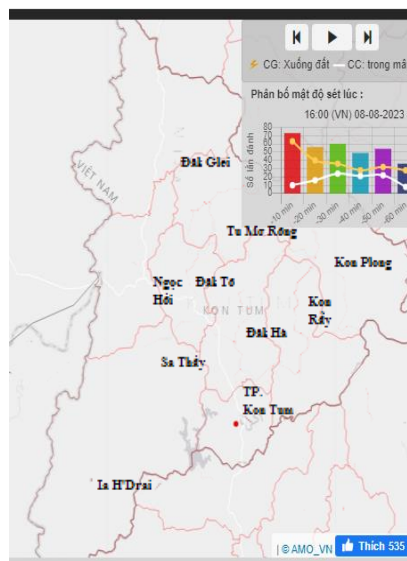 CG: Xuống đất CC: trong mâ
Phân bố mật độ sét lúc :
16:00 (VN) 08-08-2023
Số lần đánh
80
70
60
50
40
30
20
10
0
-10 min
-20 min
-30 min
-40 min
-50 min
-60 min
VIỆT NAM
Đăk Glei
Tu Mơ Rông
Kon Plong
Ngọc
Hồi
Đăk Tô
Kon
Rẫy
KON TUM
Đăk Hà
Sa Thầy
TP.
Kon Tum
Ia H'Drai
| © AMO_VN
Thích 535